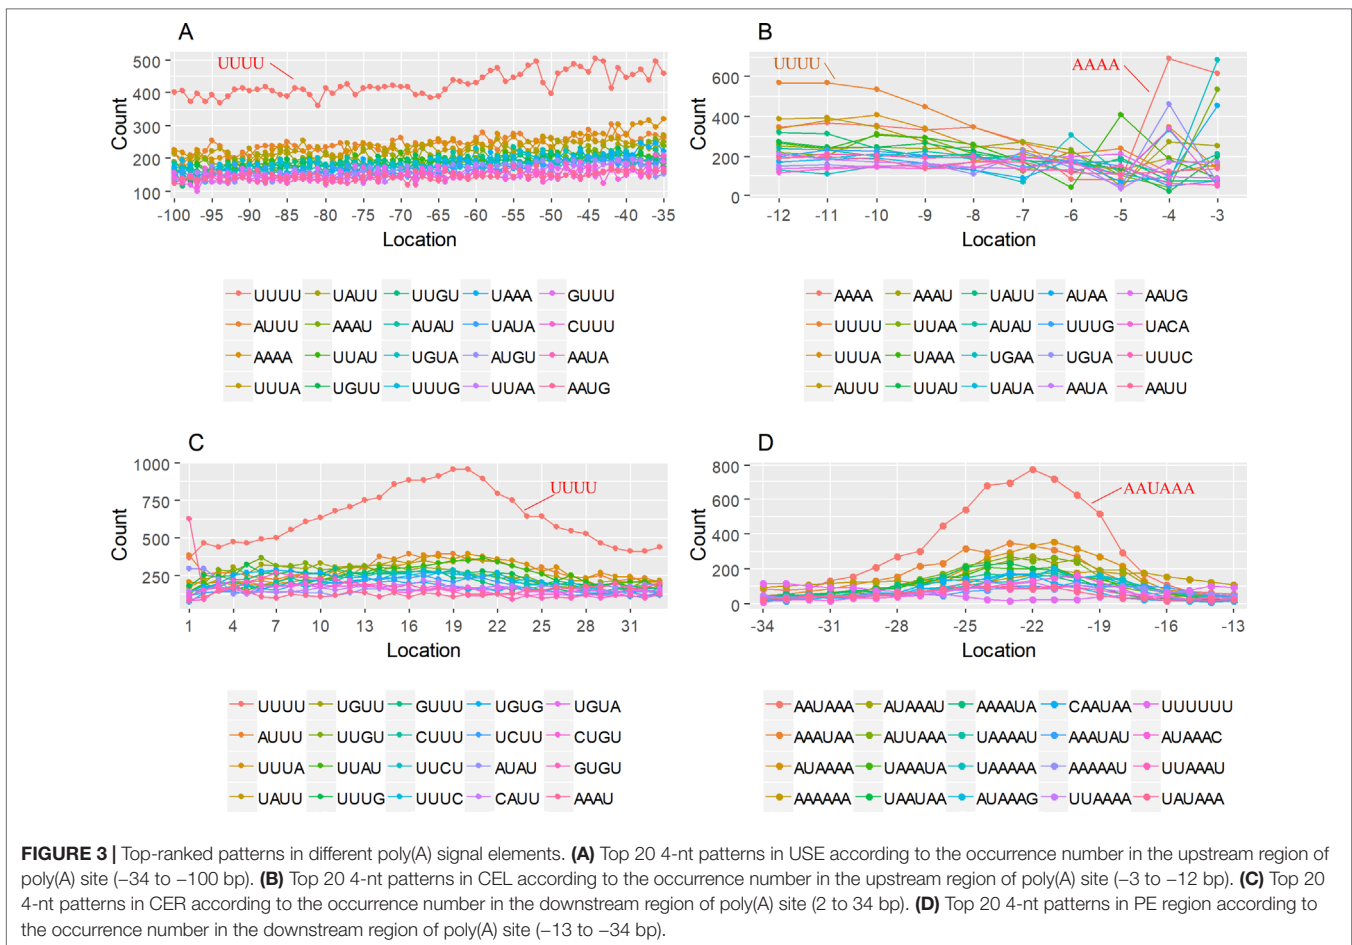 A
UUUU
Count
500
400
300
200
100
-100 -95 -90 -85 -80 -75 -70 -65 -60 -55 -50 -45 -40 -35
Location
UUUU UAUU UUGU UAAA GUUU
AUUU AAAU AUAU UAUA CUUU
AAAA UUAU UGUA AUGU AAUA
UUUA UGUU UUUG UUAA AAUG
B
UUUU
AAAA
Count
600
400
200
0
-12 -11 -10 -9 -8 -7 -6 -5 -4 -3
Location
AAAA AAAU UAUU AUAA AAUG
UUUU UUAA AUAU UUUG UACA
UUUA UAAA UGAA UGUA UUUC
AUUU UUAU UAUA AAUA AAUU
C
UUUU
Count
1000
750
500
250
1 4 7 10 13 16 19 22 25 28 31
Location
UUUU UGUU GUUU UGUG UGUA
AUUU UUGU CUUU UCUU CUGU
UUUA UUAU UUCU AUAU GUGU
UAUU UUUG UUUC CAUU AAAU
D
AAUAAA
Count
800
600
400
200
0
-34 -31 -28 -25 -22 -19 -16 -13
Location
AAUAAA AUAAAU AAAAUA CAAUAA UUUUUU
AAAUAA AUUAAA UAAAAU AAAUAU AUAAAC
AUAAAA UAAAUA UAAAAA AAAAAU UUAAAU
AAAAAA UAAUAA AUAAAG UUAAAA UAUAAA
FIGURE 3 | Top-ranked patterns in different poly(A) signal elements. (A) Top 20 4-nt patterns in USE according to the occurrence number in the upstream region of
poly(A) site (−34 to −100 bp). (B) Top 20 4-nt patterns in CEL according to the occurrence number in the upstream region of poly(A) site (−3 to −12 bp). (C) Top 20
4-nt patterns in CER according to the occurrence number in the downstream region of poly(A) site (2 to 34 bp). (D) Top 20 4-nt patterns in PE region according to
the occurrence number in the downstream region of poly(A) site (−13 to −34 bp).